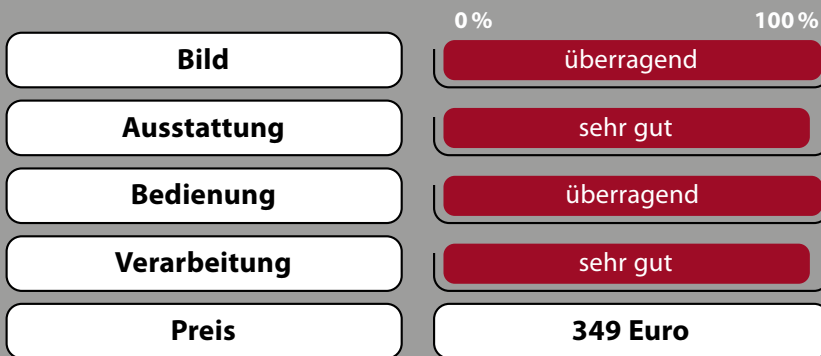 0 % 100 %
Bild überragend
Ausstattung sehr gut
Bedienung überragend
Verarbeitung sehr gut
Preis 349 Euro